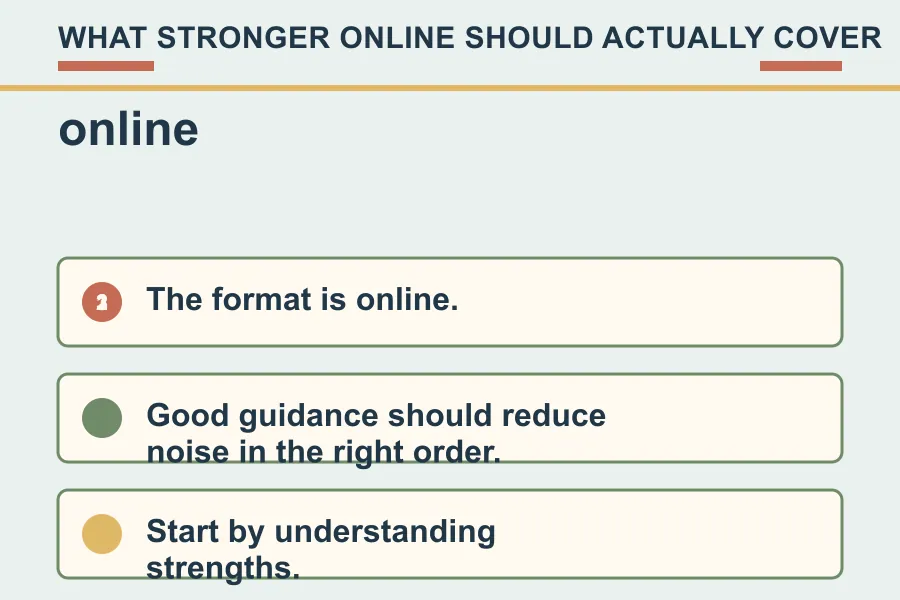 WHAT STRONGER ONLINE SHOULD ACTUALLY COVER
online
The format is online.
Good guidance should reduce
noise in the right order.
Start by understanding
strengths.